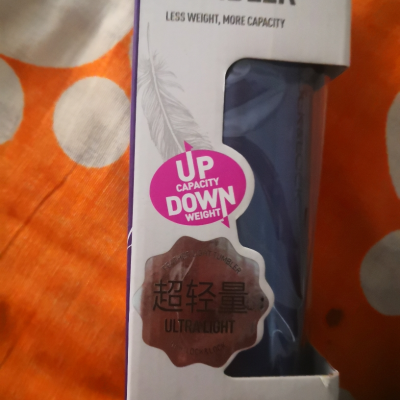 LESS WEIGHT, MORE CAPACITY
UP
CAPACITY
DOWN
WEIGHT
超轻量
ULTRALIGHT